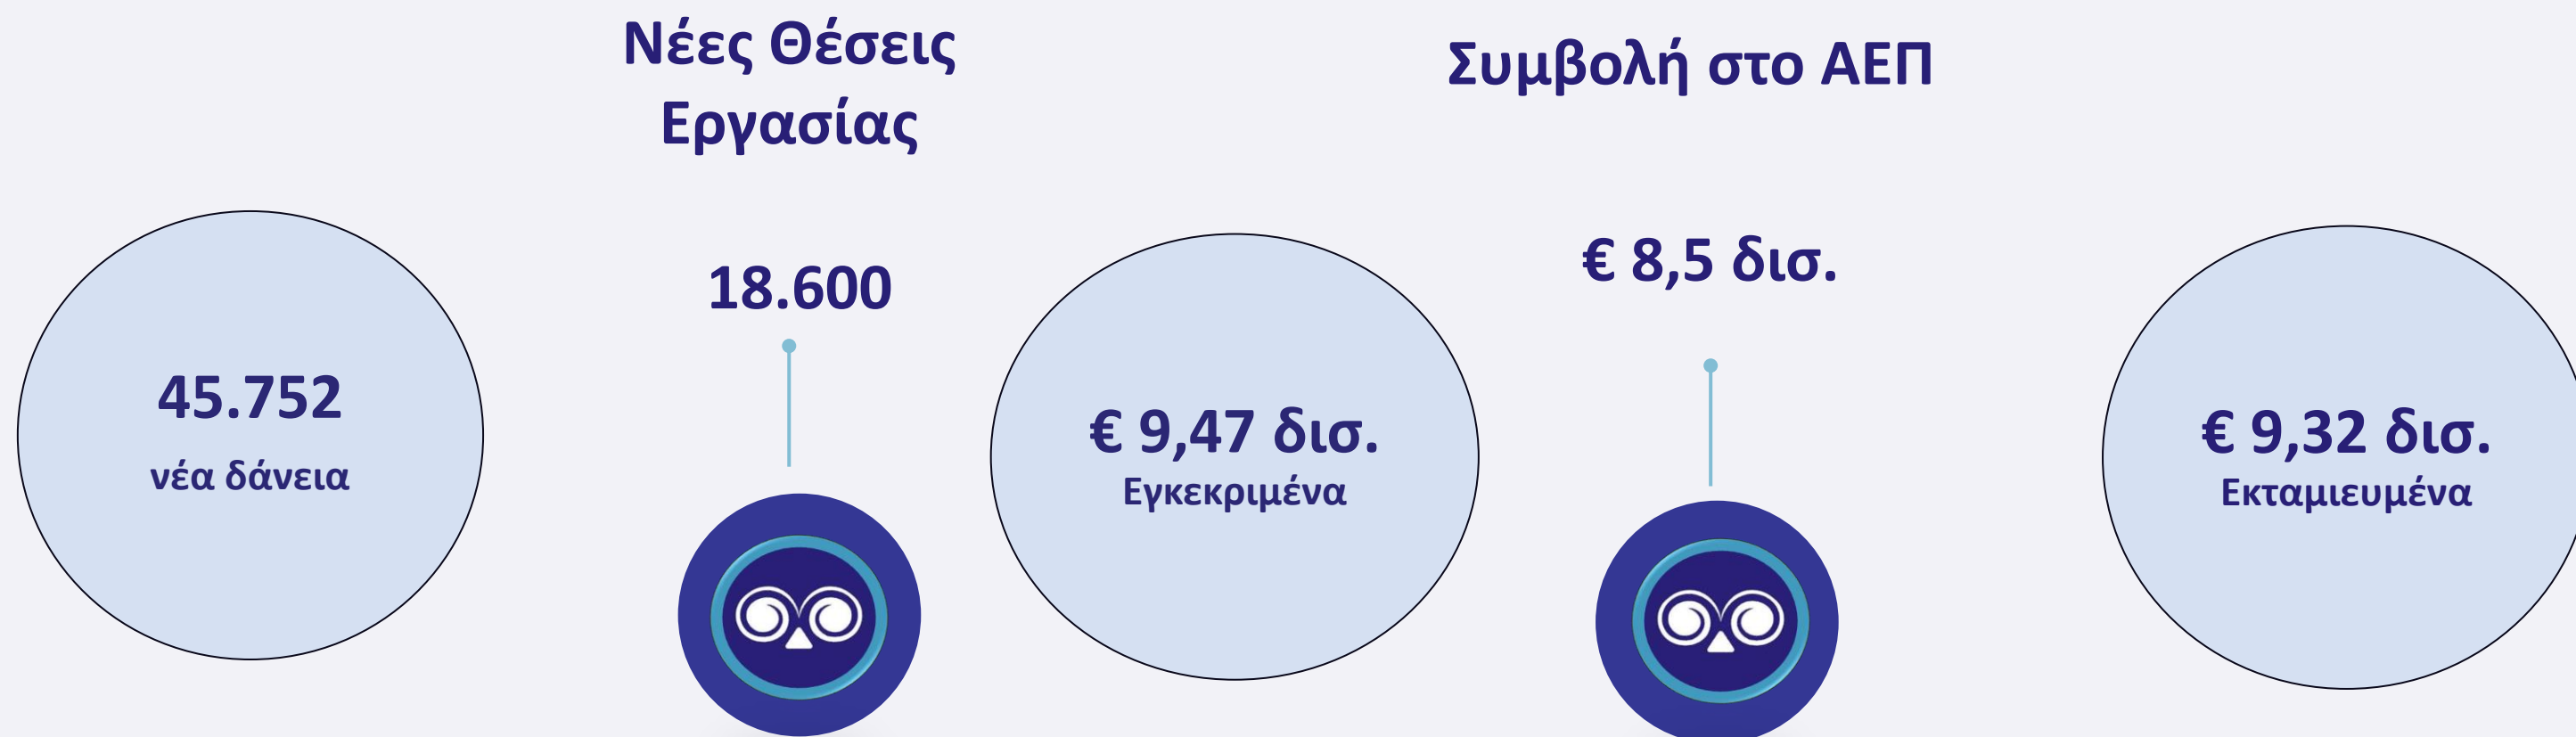 Νέες Θέσεις
Εργασίας
Συμβολή στο ΑΕΠ
45.752
νέα δάνεια
18.600
€ 9,47 δισ.
Εγκεκριμένα
€ 8,5 δισ.
€ 9,32 δισ.
Εκταμιευμένα